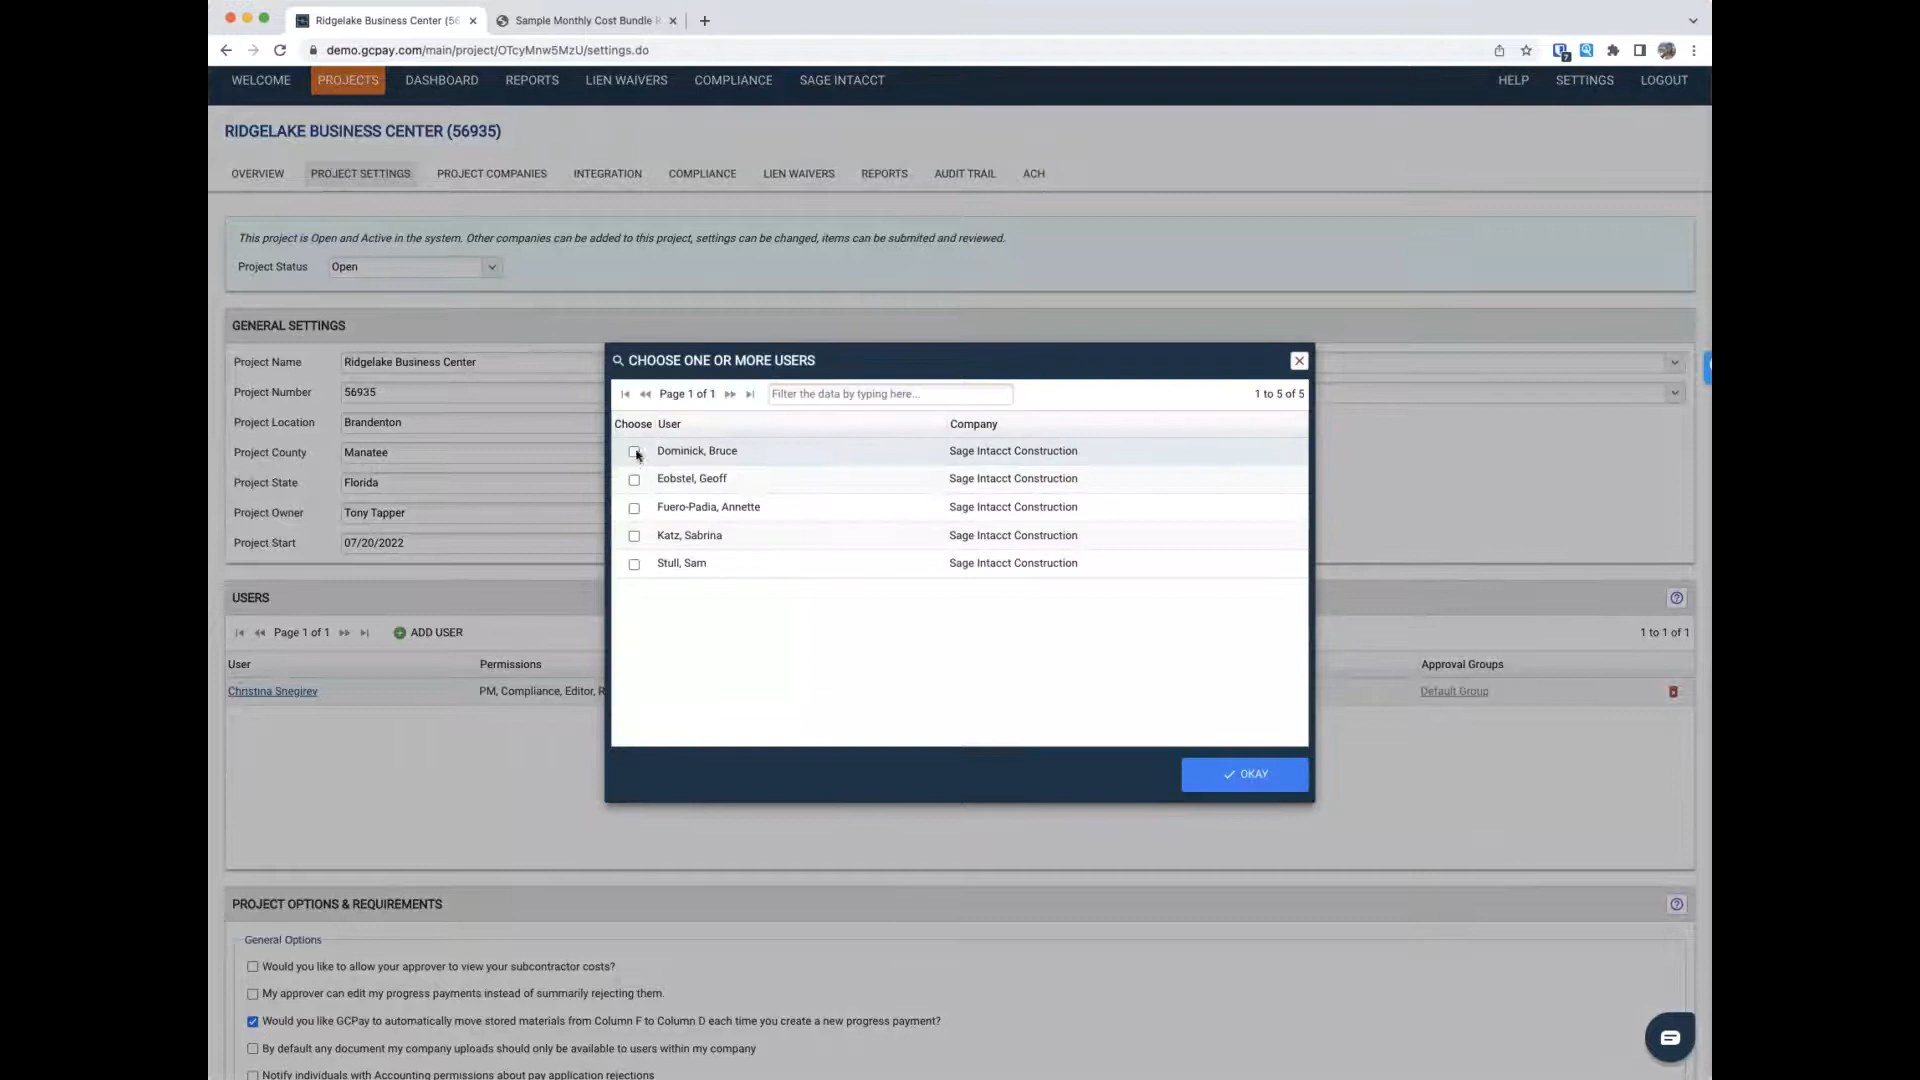 Ridgelake Business Center (56
Sample Monthly Cost Bundle R
demo.gcpay.com/main/project/OTcyMnw5MzU/settings.do
7
WELCOME PROJECTS DASHBOARD REPORTS LIEN WAIVERS COMPLIANCE SAGE INTACCT HELP SETTINGS LOGOUT
RIDGELAKE BUSINESS CENTER (56935)
OVERVIEW PROJECT SETTINGS PROJECT COMPANIES INTEGRATION COMPLIANCE LIEN WAIVERS REPORTS AUDIT TRAIL ACH
This project is Open and Active in the system. Other companies can be added to this project, settings can be changed, items can be submited and reviewed.
Project Status Open
GENERAL SETTINGS
Project Name Ridgelake Business Center
Project Number 56935
Project Location Brandenton
Project County Manatee
Project State Florida
Project Owner Tony Tapper
Project Start 07/20/2022
CHOOSE ONE OR MORE USERS
Page 1 of 1 Filter the data by typing here... 1 to 5 of 5
Choose User Company
Dominick, Bruce Sage Intacct Construction
Eobstel, Geoff Sage Intacct Construction
Fuero-Padia, Annette Sage Intacct Construction
Katz, Sabrina Sage Intacct Construction
Stull, Sam Sage Intacct Construction
OKAY
USERS
Page 1 of 1 ADD USER 1 to 1 of 1
User Permissions Approval Groups
Christina Snegirev PM, Compliance, Editor, R Default Group
PROJECT OPTIONS & REQUIREMENTS
General Options
Would you like to allow your approver to view your subcontractor costs?
My approver can edit my progress payments instead of summarily rejecting them.
Would you like GCPay to automatically move stored materials from Column F to Column D each time you create a new progress payment?
By default any document my company uploads should only be available to users within my company
Notify individuals with Accounting permissions about pay application rejections